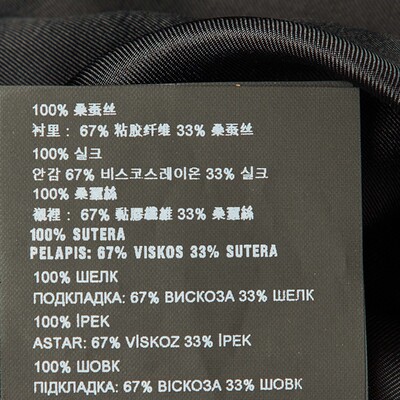 100% 桑蚕丝
衬里： 67% 粘胶纤维 33% 桑蚕丝
100% 실크
안감 67% 비스코스레이온 33% 실크
100% 桑蠶絲
襯裡： 67% 黏膠纖維 33% 桑蠶絲
100% SUTERA
PELAPIS: 67% VISKOS 33% SUTERA
100% ШЕЛК
ПОДКЛАДКА: 67% ВИСКОЗА 33% ШЕЛК
100% İPEK
ASTAR: 67% VİSKOZ 33% İPEK
100% ШОВК
ПІДКЛАДКА: 67% ВІСКОЗА 33% ШОВК